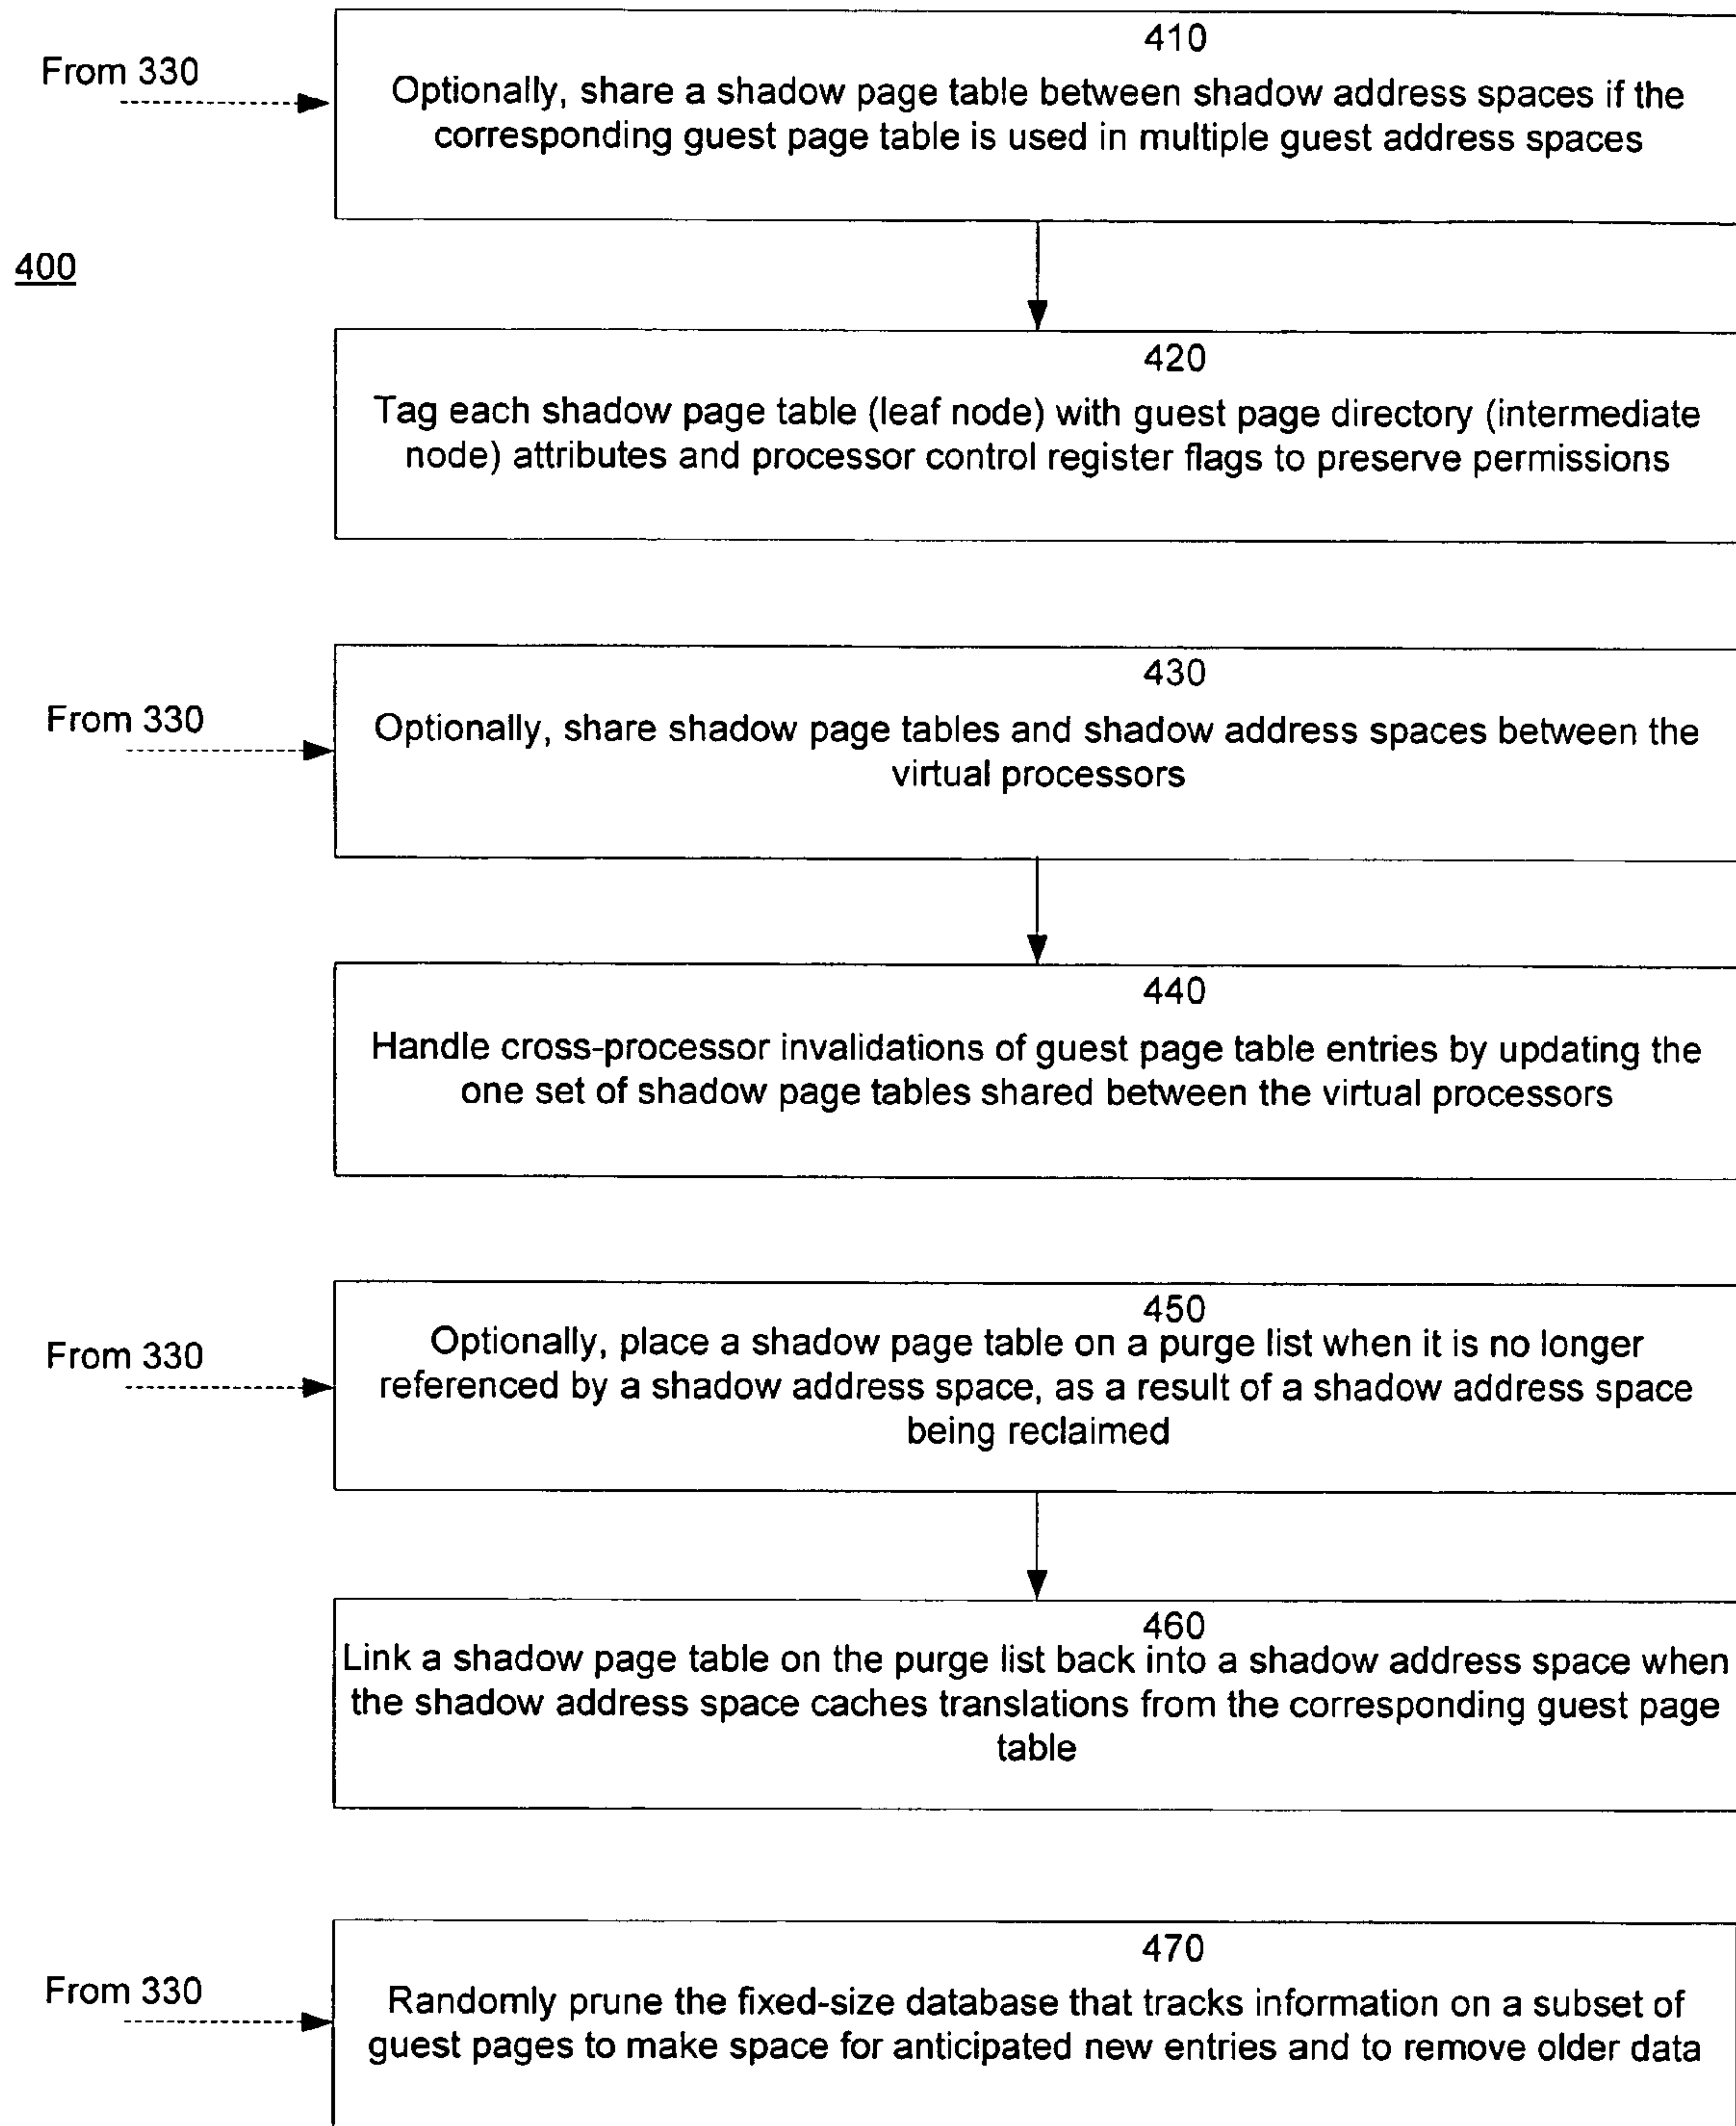 410
From 330
Optionally, share a shadow page table between shadow address spaces if the
corresponding guest page table is used in multiple guest address spaces
400
420
Tag each shadow page table (leaf node) with guest page directory (intermediate
node) attributes and processor control register flags to preserve permissions
430
From 330
Optionally, share shadow page tables and shadow address spaces between the
virtual processors
440
Handle cross-processor invalidations of guest page table entries by updating the
one set of shadow page tables shared between the virtual processors
450
From 330
Optionally, place a shadow page table on a purge list when it is no longer
referenced by a shadow address space, as a result of a shadow address space
being reclaimed
460
Link a shadow page table on the purge list back into a shadow address space when
the shadow address space caches translations from the corresponding guest page
table
470
From 330
Randomly prune the fixed-size database that tracks information on a subset of
guest pages to make space for anticipated new entries and to remove older data